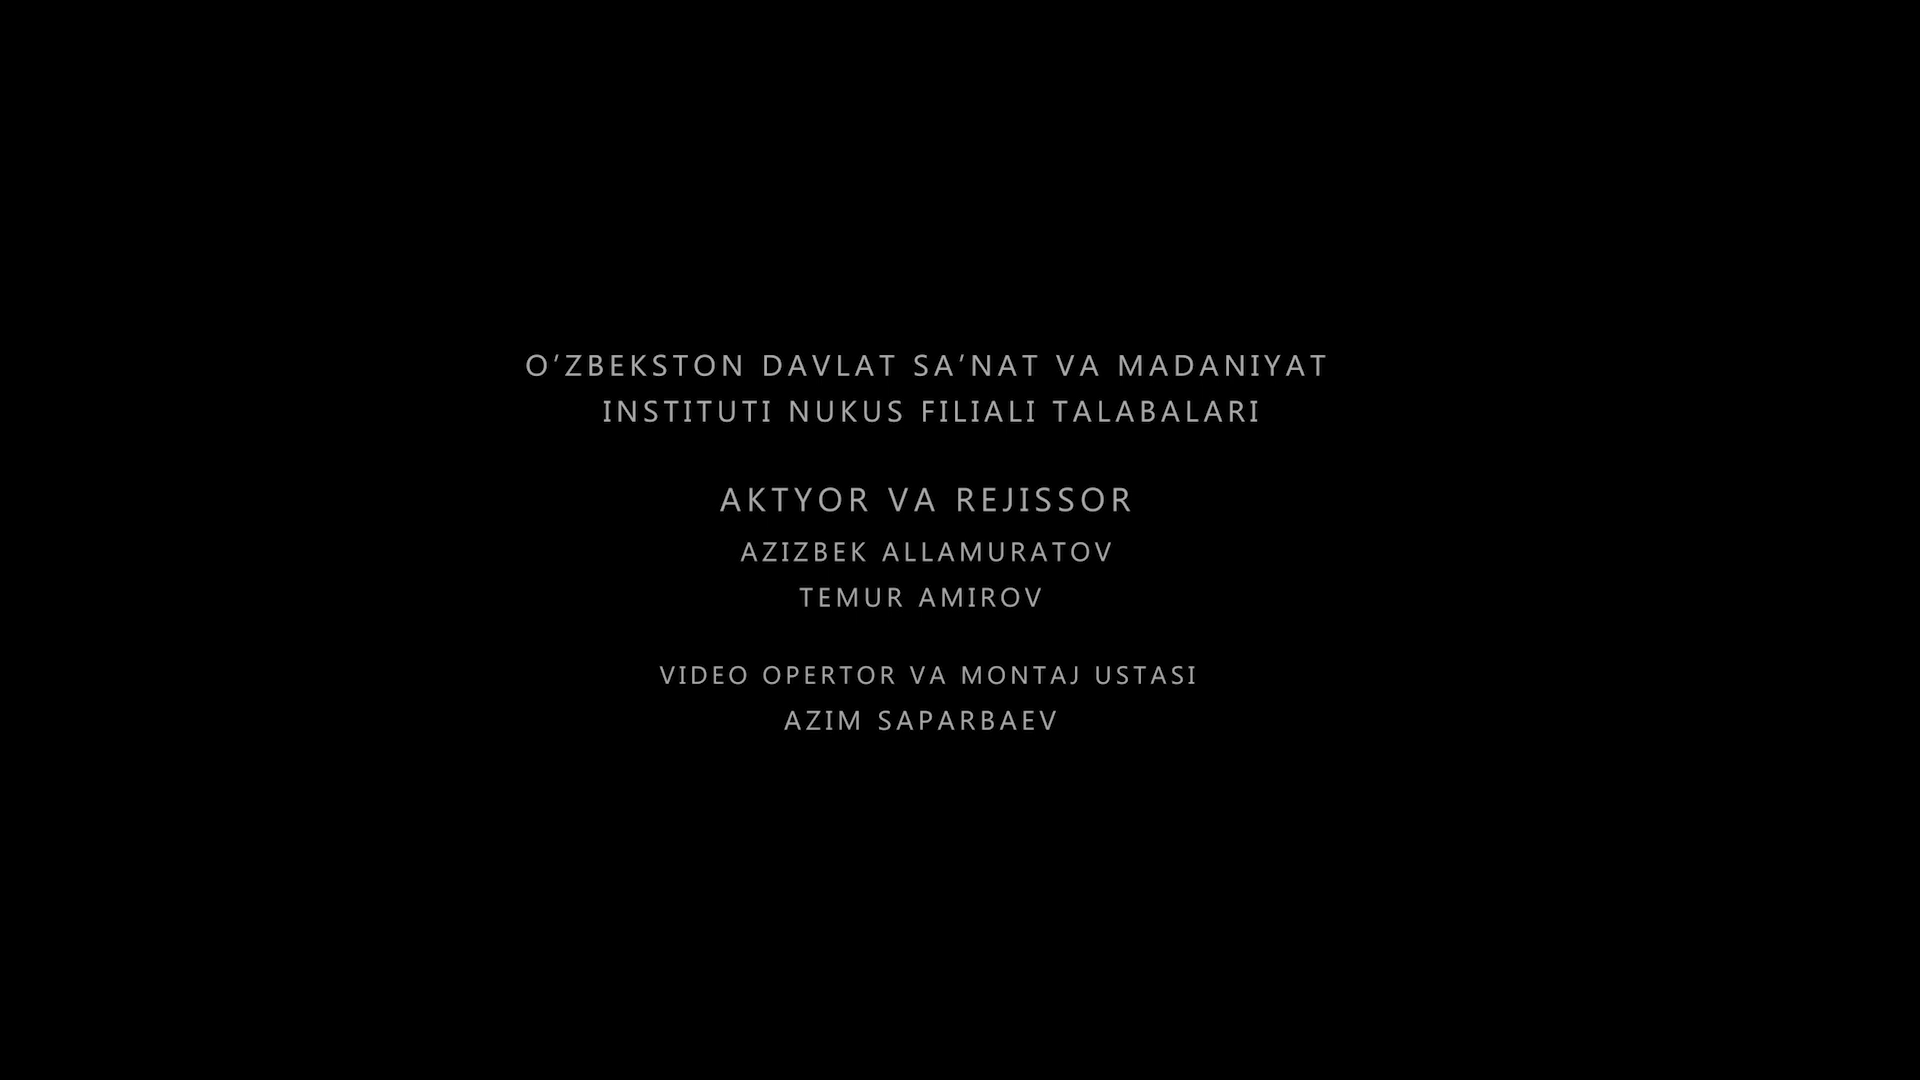 O‘ZBEKSTON DAVLAT SA’NAT VA MADANIYAT
INSTITUTI NUKUS FILIALI TALABALARI
AKTYOR VA REJISSOR
AZIZBEK ALLAMURATOV
TEMUR AMIROV
VIDEO OPERTOR VA MONTAJ USTASI
AZIM SAPARBAEV